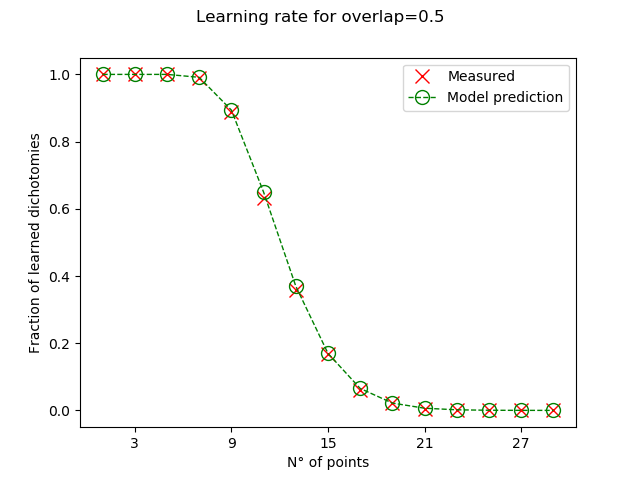 Learning rate for overlap=0.5
Measured
Model prediction
1.0
0.8
0.6
0.4
0.2
0.0
Fraction of learned dichotomies
3 9 15 21 27
N° of points